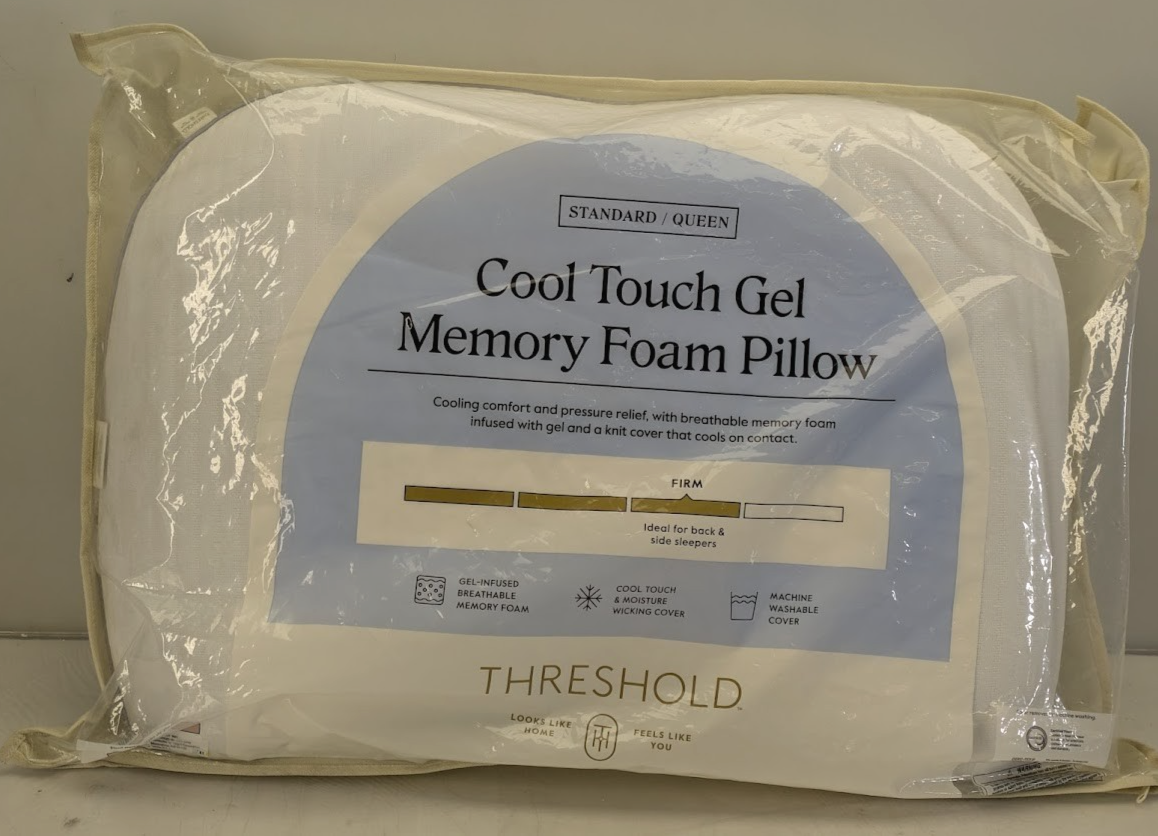 STANDARD / QUEEN
Cool Touch Gel
Memory Foam Pillow
Cooling comfort and pressure relief, with breathable memory foam
infused with gel and a knit cover that cools on contact.
FIRM
Ideal for back &
side sleepers
GEL-INFUSED
BREATHABLE
MEMORY FOAM
COOL TOUCH
& MOISTURE
WICKING COVER
MACHINE
WASHABLE
COVER
THRESHOLD™
LOOKS LIKE
HOME
FEELS LIKE
YOU